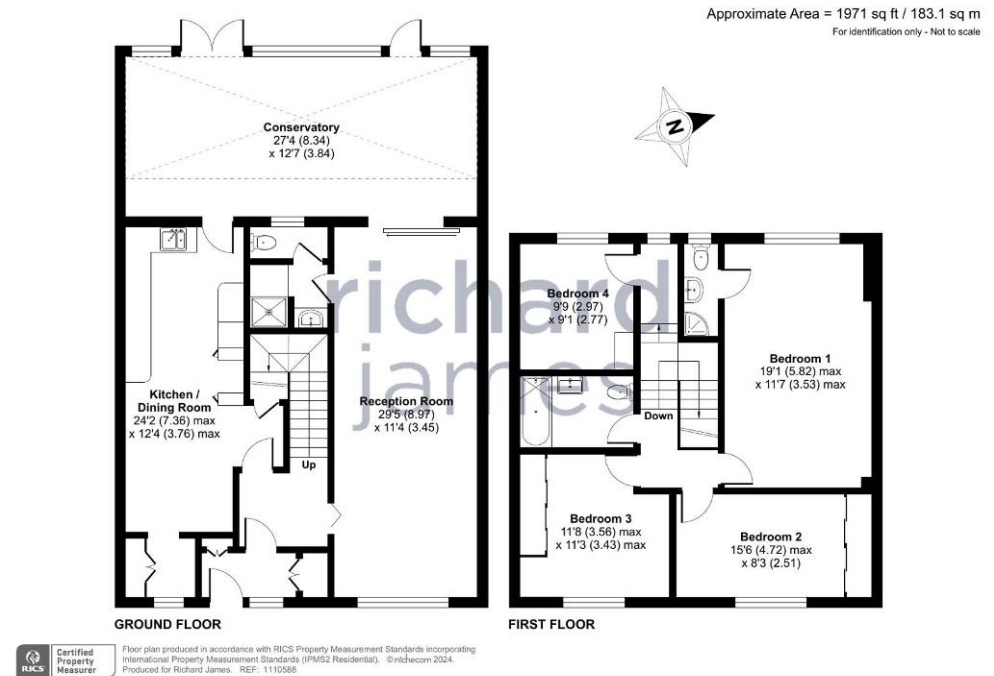 Approximate Area = 1971 sq ft / 183.1 sq m
For identification only - Not to scale
Conservatory
27'4 (8.34)
x 12'7 (3.84)
N
richard
james
Kitchen /
Dining Room
24'2 (7.36) max
x 12'4 (3.76) max
Reception Room
29'5 (8.97)
x 11'4 (3.45)
Up
GROUND FLOOR
Bedroom 4
9'9 (2.97)
x 9'1 (2.77)
Bedroom 1
19'1 (5.82) max
x 11'7 (3.53) max
Down
Bedroom 3
11'8 (3.56) max
x 11'3 (3.43) max
Bedroom 2
15'6 (4.72) max
x 8'3 (2.51)
FIRST FLOOR
RICS
Certified
Property
Measurer
Floor plan produced in accordance with RICS Property Measurement Standards incorporating
International Property Measurement Standards (IPMS2 Residential). © ntchecom 2024.
Produced for Richard James. REF: 1110588